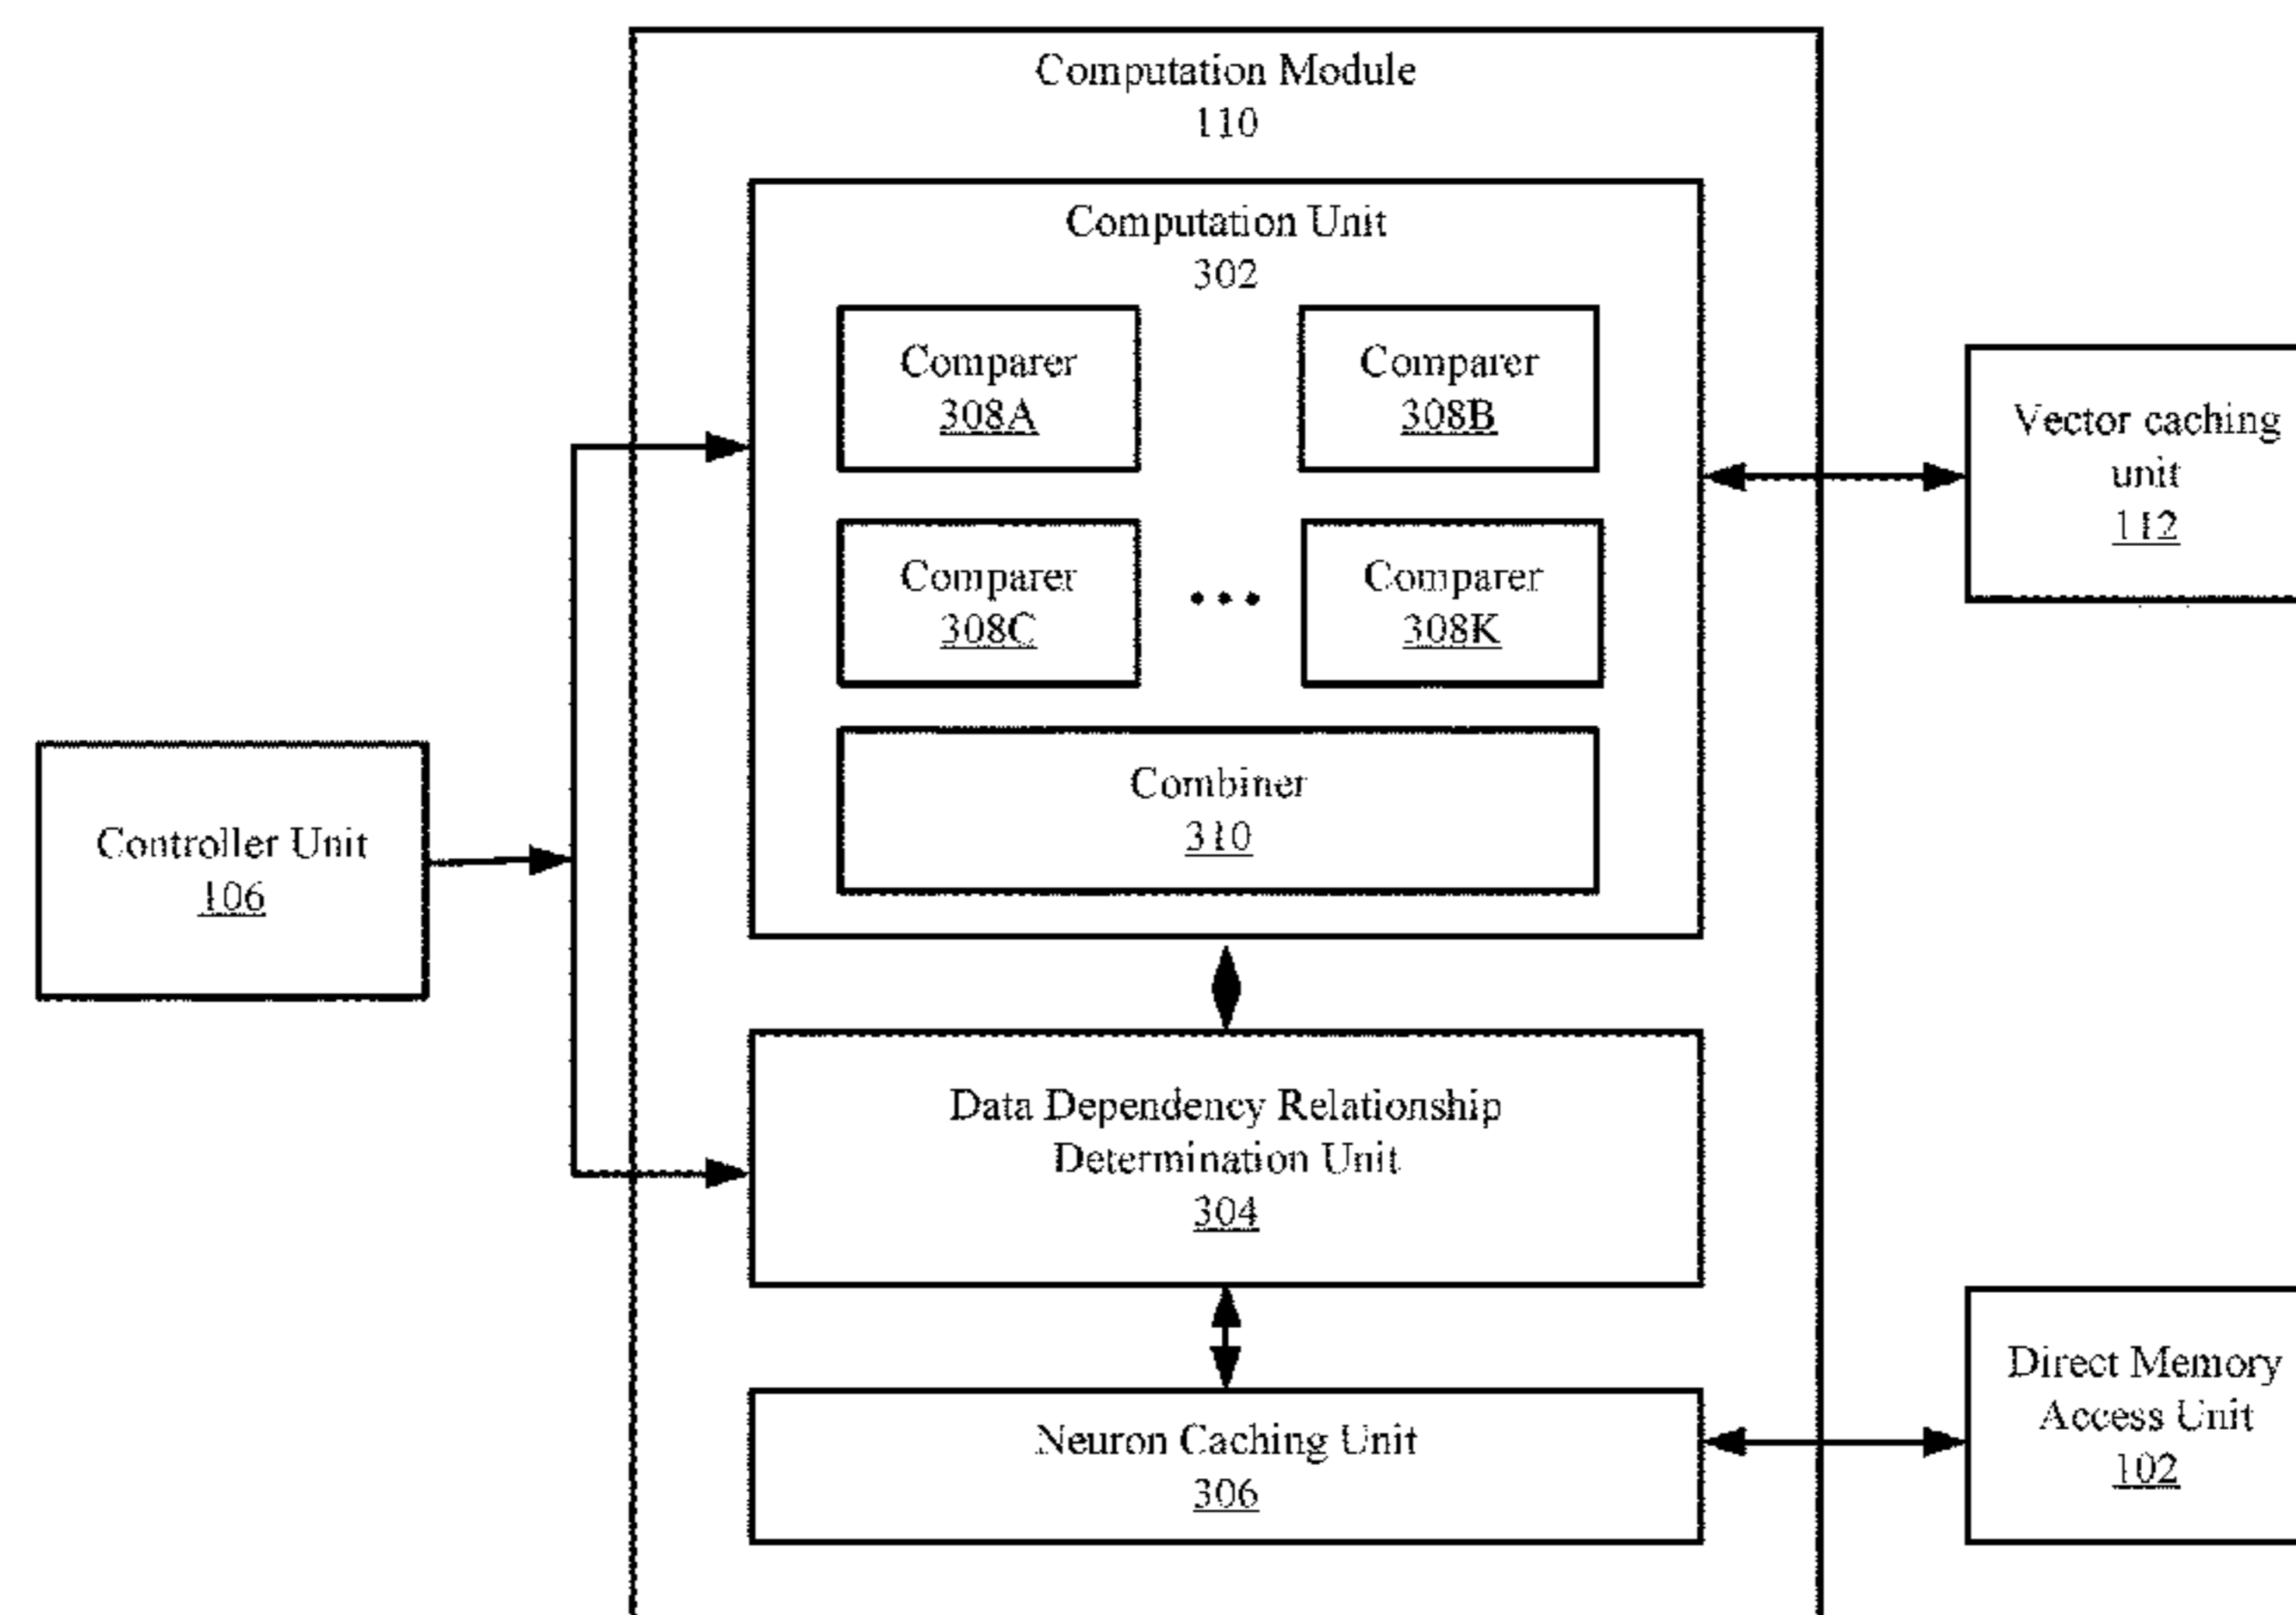 Computation Module
110
Computation Unit
302
Comparer
308A
Comparer
308B
Comparer
308C
• • •
Comparer
308K
Combiner
310
Vector caching
unit
112
Controller Unit
106
Data Dependency Relationship
Determination Unit
304
Neuron Caching Unit
306
Direct Memory
Access Unit
102